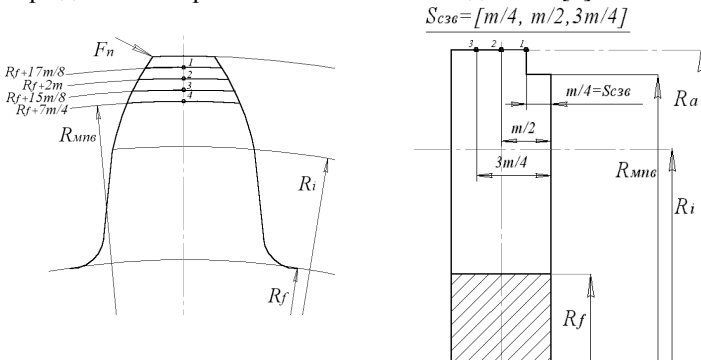 Sсзв=[m/4, m/2,3m/4]
Fn
1
Rf+17m/8
2
Rf+2m
3
Rf+15m/8
4
Rf+7m/4
Rмпв
Ri
Rf
3 2 1
Ra
m/4=Sсзв
m/2
3m/4
Rмпв
Ri
Rf